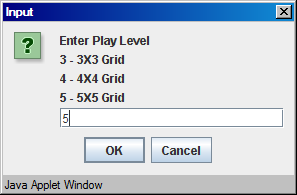 Input
?
Enter Play Level
3 - 3X3 Grid
4 - 4X4 Grid
5 - 5X5 Grid
5
OK Cancel
Java Applet Window